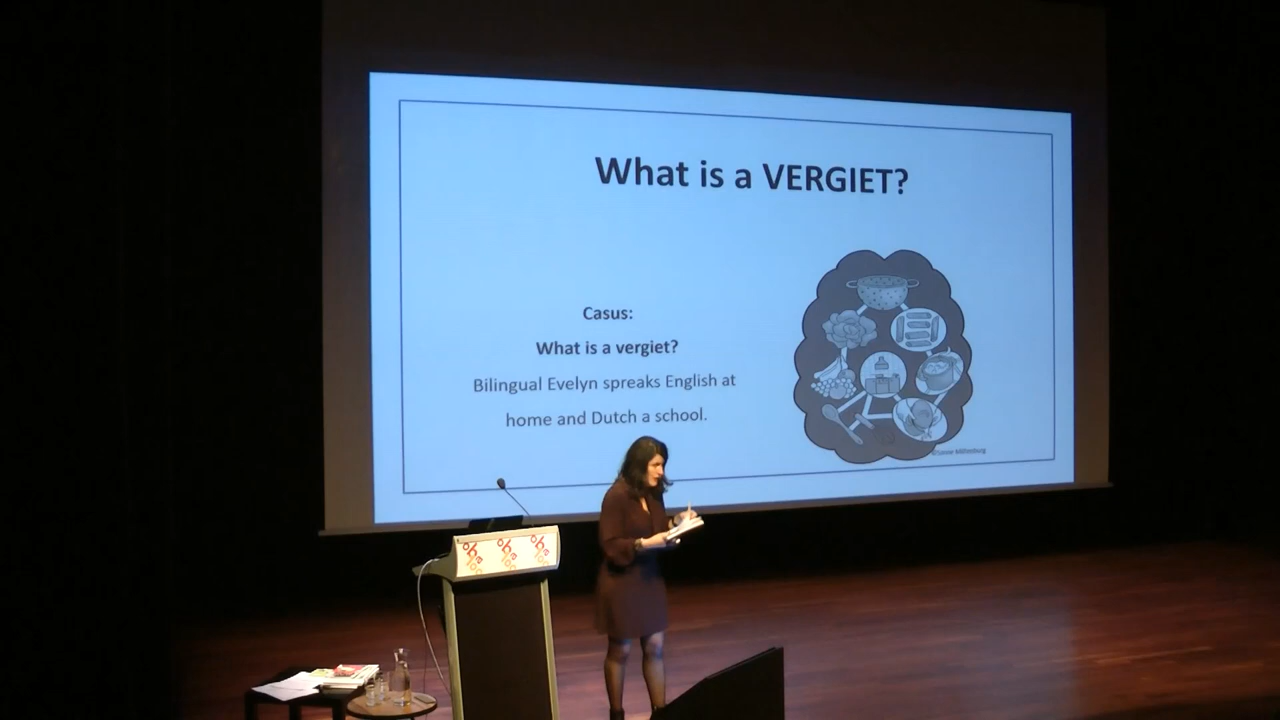 What is a VERGIET?
Casus:
What is a vergiet?
Bilingual Evelyn spreaks English at
home and Dutch a school.